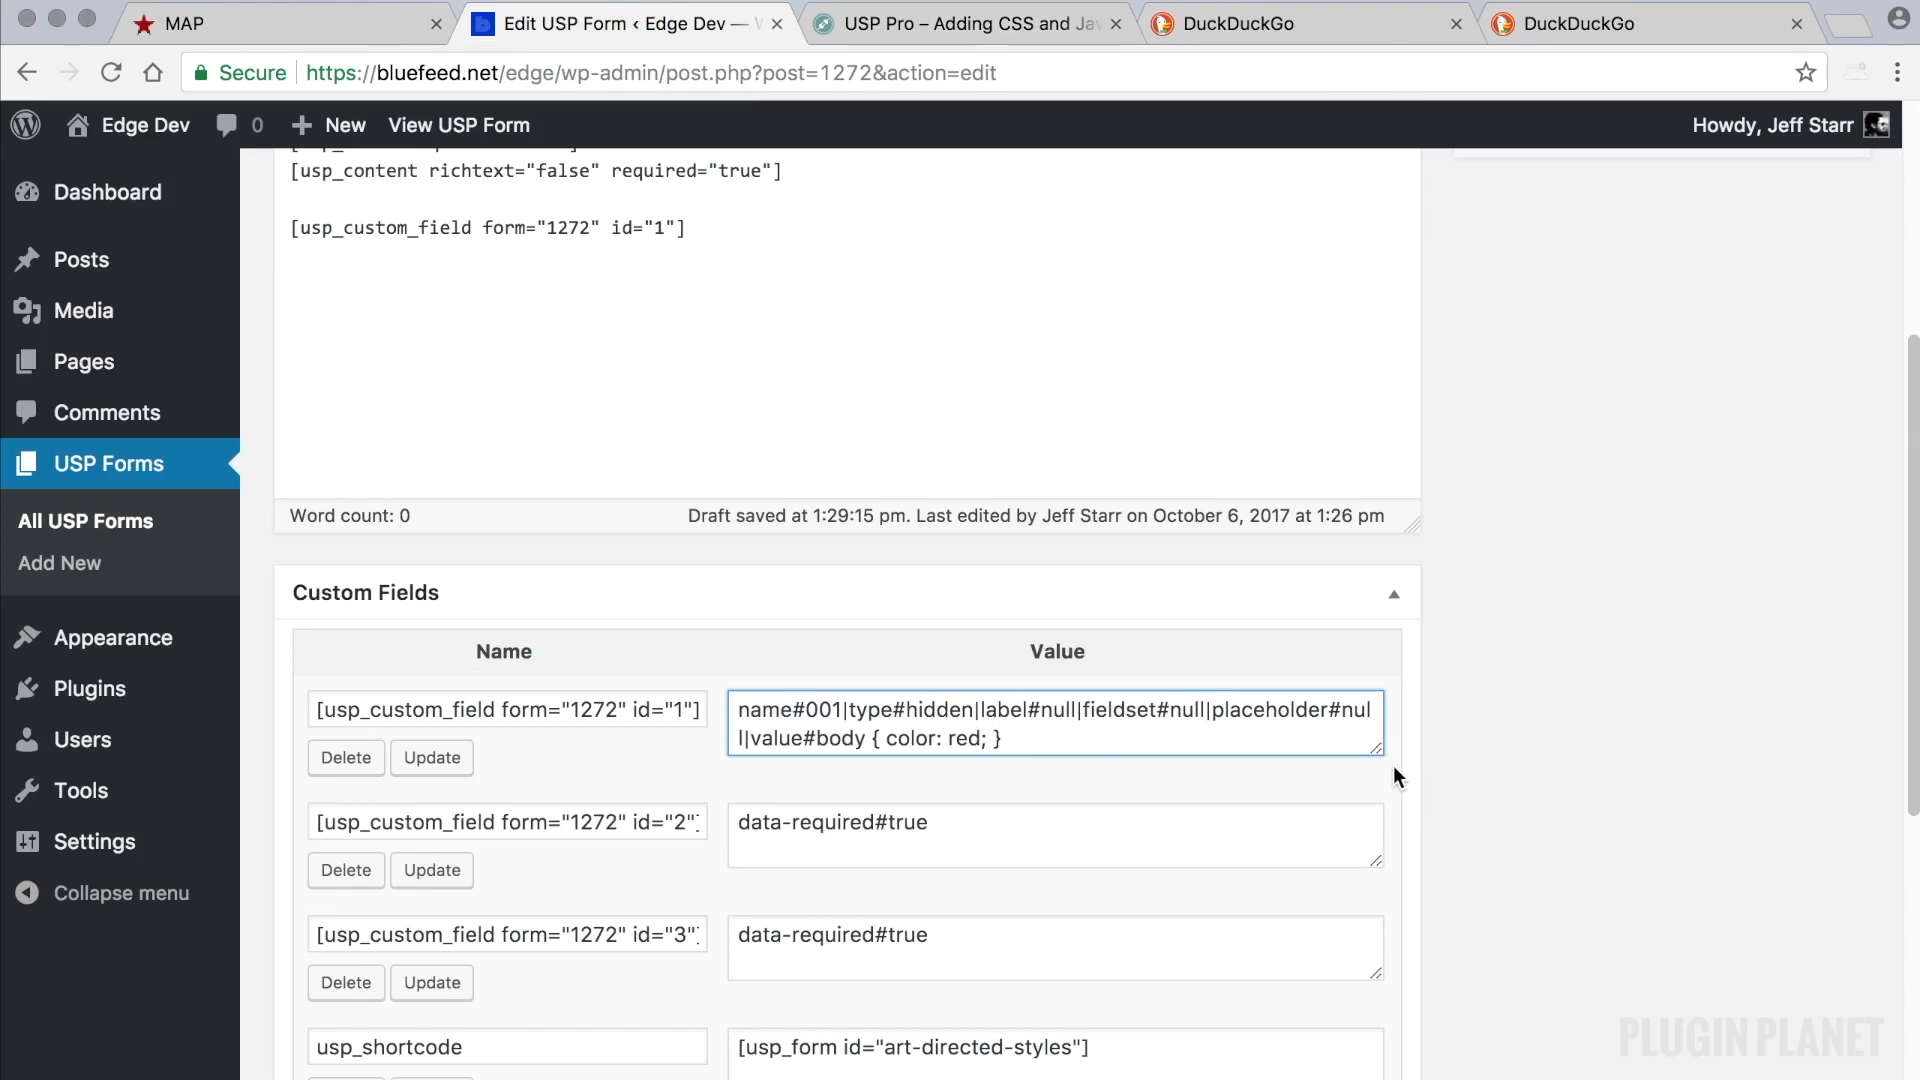 MAP
Edit USP Form ‹ Edge Dev —
USP Pro – Adding CSS and Ja
DuckDuckGo
DuckDuckGo
Secure
https://bluefeed.net/edge/wp-admin/post.php?post=1272&action=edit
Edge Dev
0
New
View USP Form
Howdy, Jeff Starr
[usp_content richtext="false" required="true"]
[usp_custom_field form="1272" id="1"]
Dashboard
Posts
Media
Pages
Comments
USP Forms
All USP Forms
Add New
Appearance
Plugins
Users
Tools
Settings
Collapse menu
Word count: 0
Draft saved at 1:29:15 pm. Last edited by Jeff Starr on October 6, 2017 at 1:26 pm
Custom Fields
Name
Value
[usp_custom_field form="1272" id="1"]
name#001|type#hidden|label#null|fieldset#null|placeholder#nul
l|value#body { color: red; }
Delete
Update
[usp_custom_field form="1272" id="2"]
data-required#true
Delete
Update
[usp_custom_field form="1272" id="3"]
data-required#true
Delete
Update
usp_shortcode
[usp_form id="art-directed-styles"]
PLUGIN PLANET